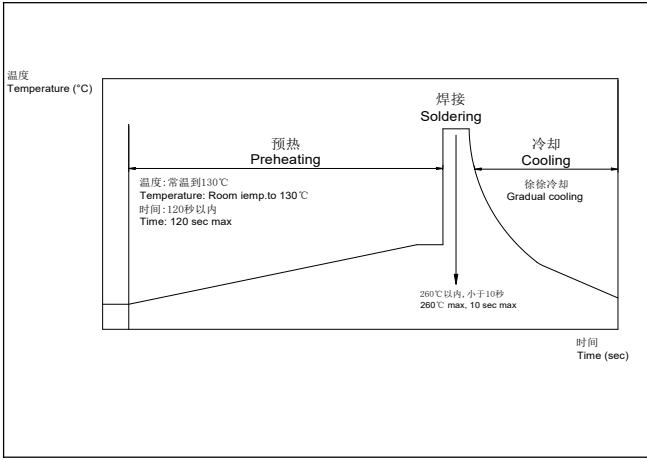 温度
Temperature (°C)
焊接
Soldering
预热
Preheating
冷却
Cooling
温度:常温到130℃
Temperature: Room iemp.to 130℃
时间:120秒以内
Time: 120 sec max
徐徐冷却
Gradual cooling
260℃以内,小于10秒
260℃ max, 10 sec max
时间
Time (sec)